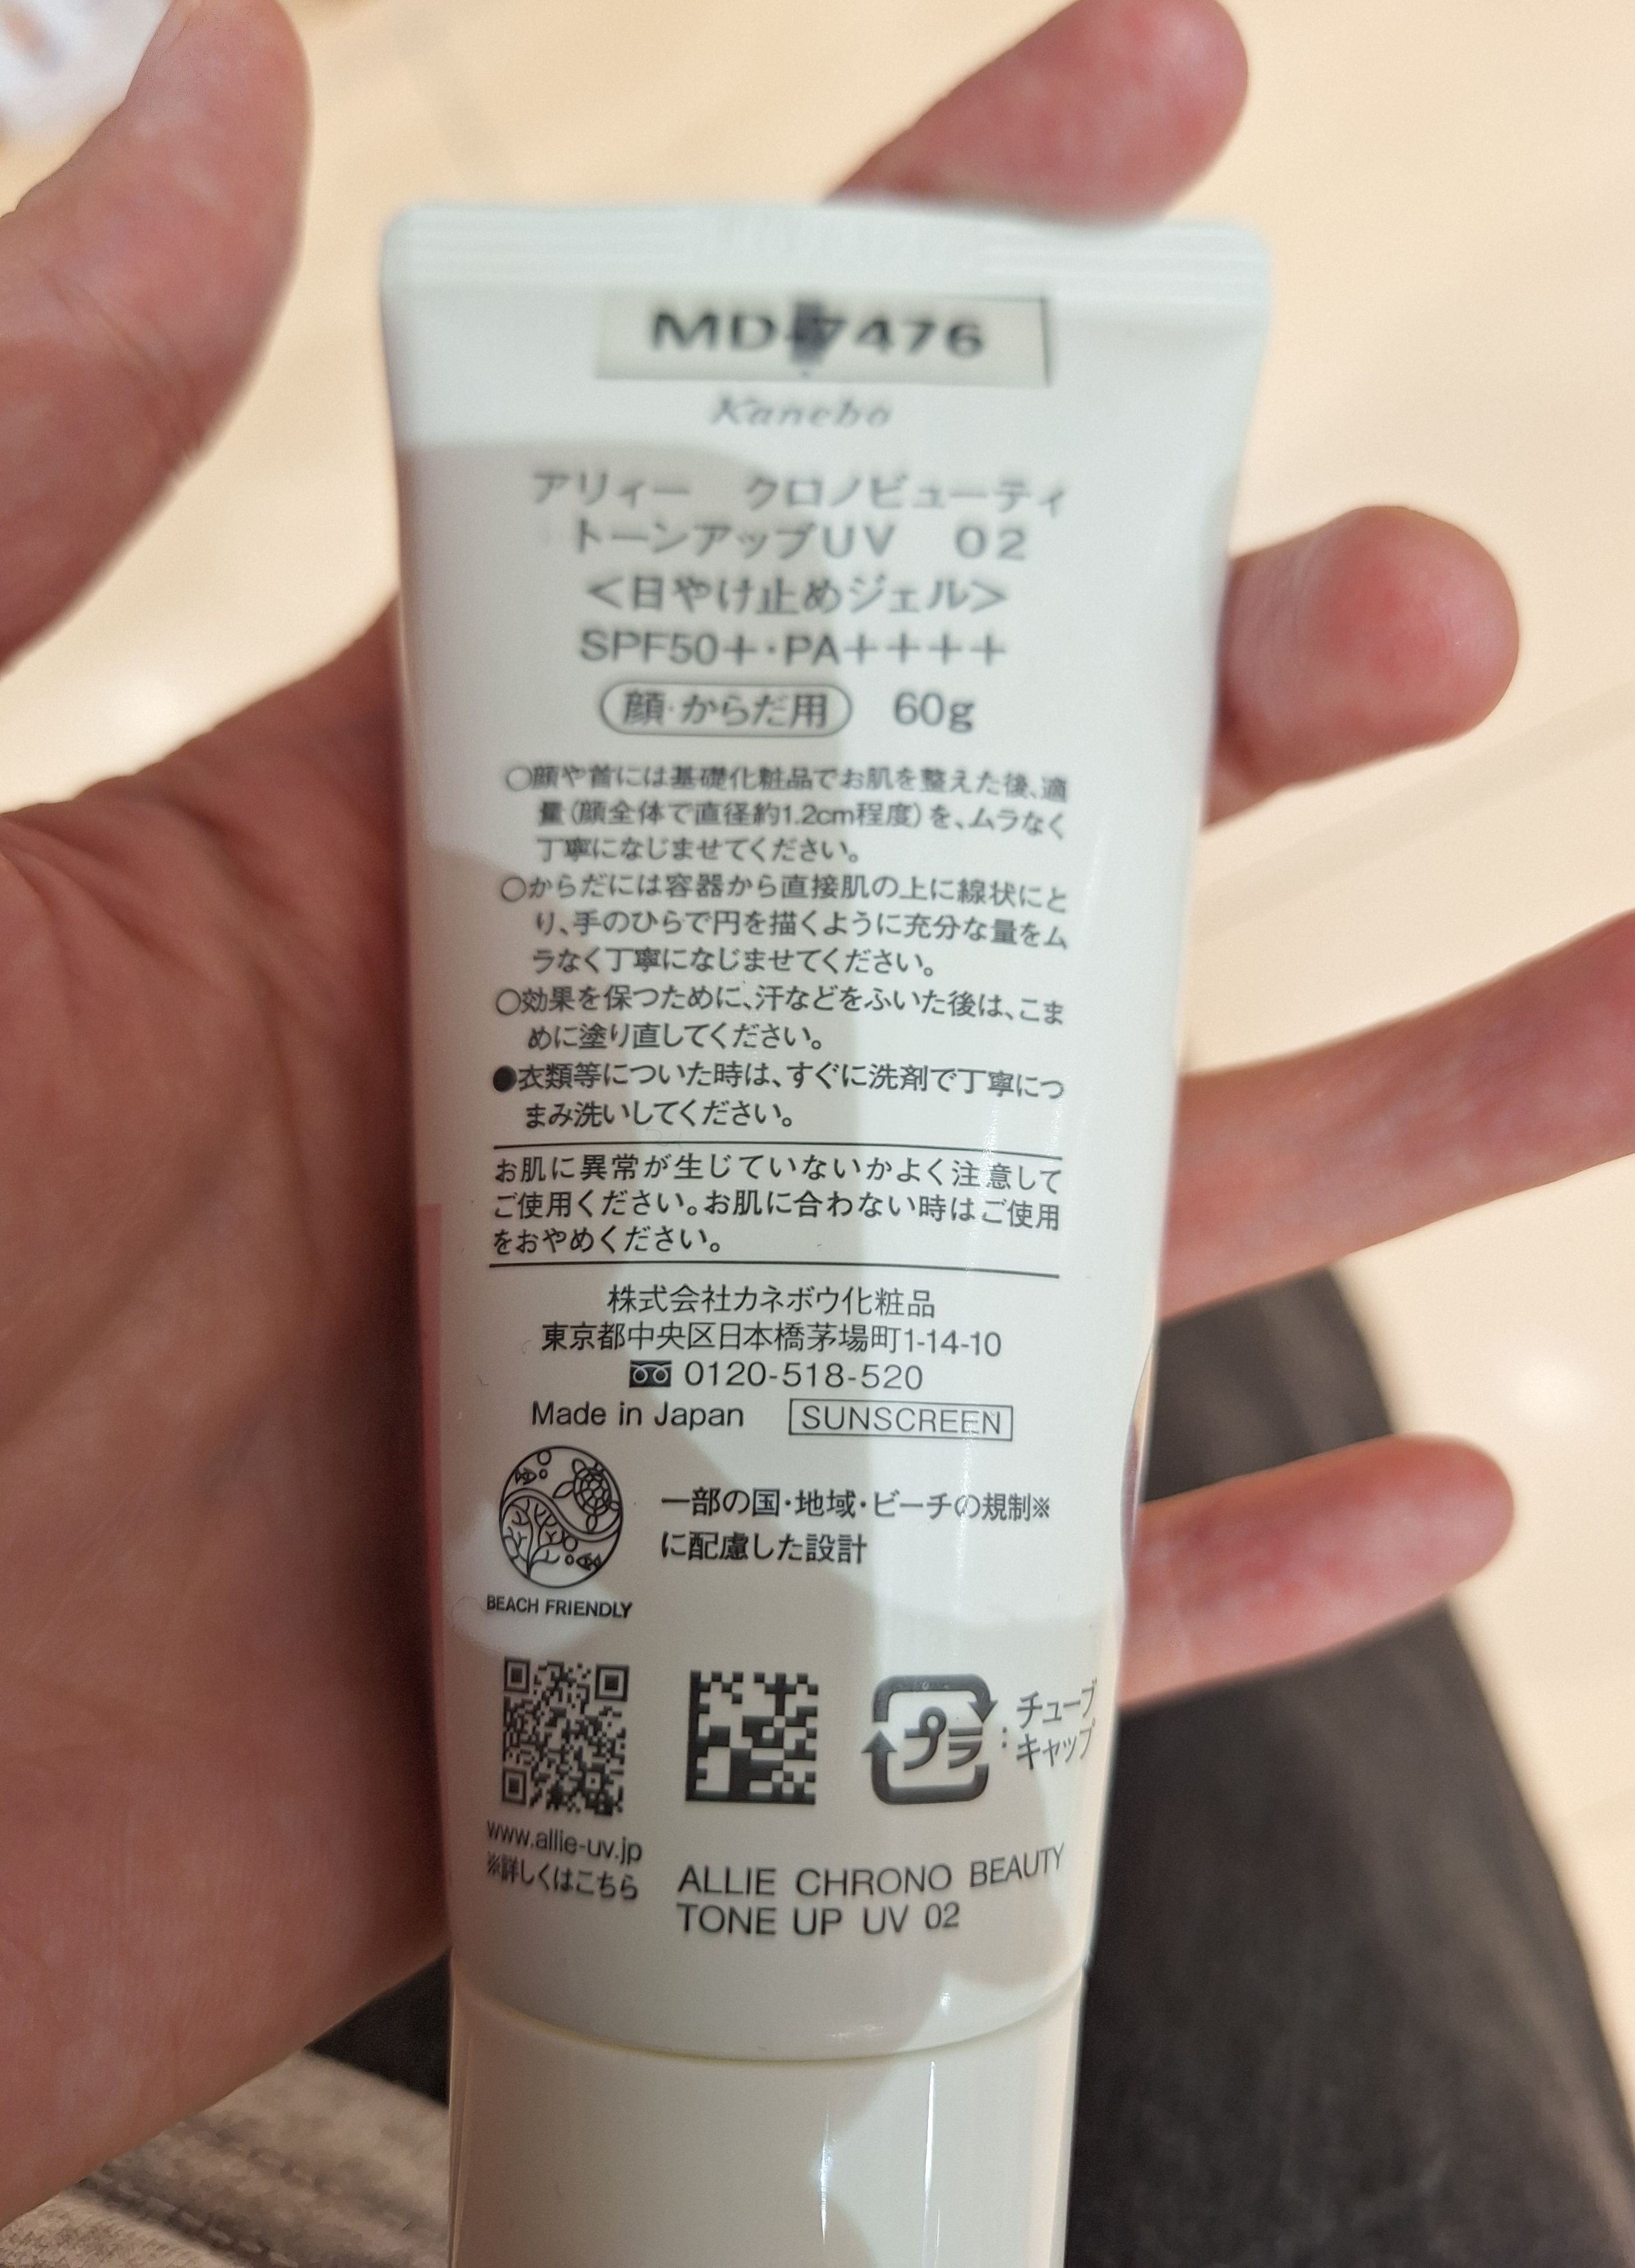 MD-7476
Kanebo
アリィー クロノビューティ
トーンアップUV 02
<日やけ止めジェル>
SPF50+・PA++++
顔・からだ用 60g
○顔や首には基礎化粧品でお肌を整えた後、適
量(顔全体で直径約1.2cm程度)を、ムラなく
丁寧になじませてください。
○からだには容器から直接肌の上に線状にと
り、手のひらで円を描くように充分な量をム
ラなく丁寧になじませてください。
○効果を保つために、汗などをふいた後は、こま
めに塗り直してください。
●衣類等についた時は、すぐに洗剤で丁寧につ
まみ洗いしてください。
お肌に異常が生じていないかよく注意して
ご使用ください。お肌に合わない時はご使用
をおやめください。
株式会社カネボウ化粧品
東京都中央区日本橋茅場町1-14-10
0120-518-520
Made in Japan SUNSCREEN
一部の国・地域・ビーチの規制※
に配慮した設計
BEACH FRIENDLY
プラ:チューブ
キャップ
www.allie-uv.jp
※詳しくはこちら
ALLIE CHRONO BEAUTY
TONE UP UV 02